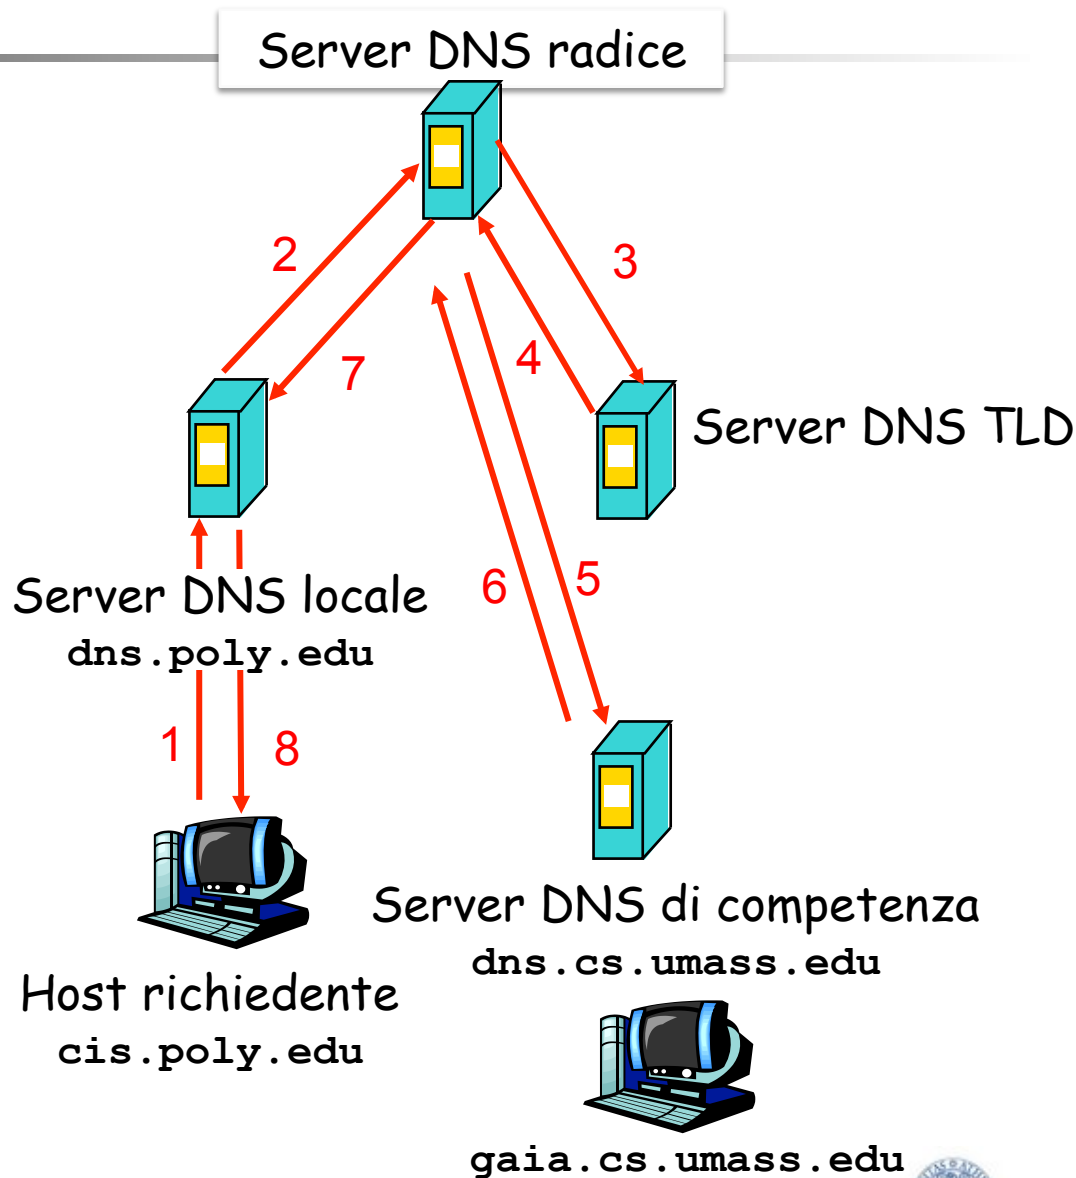 Server DNS radice
2
3
7
4
Server DNS TLD
6
5
Server DNS locale
dns.poly.edu
1
8
Server DNS di competenza
dns.cs.umass.edu
Host richiedente
cis.poly.edu
gaia.cs.umass.edu